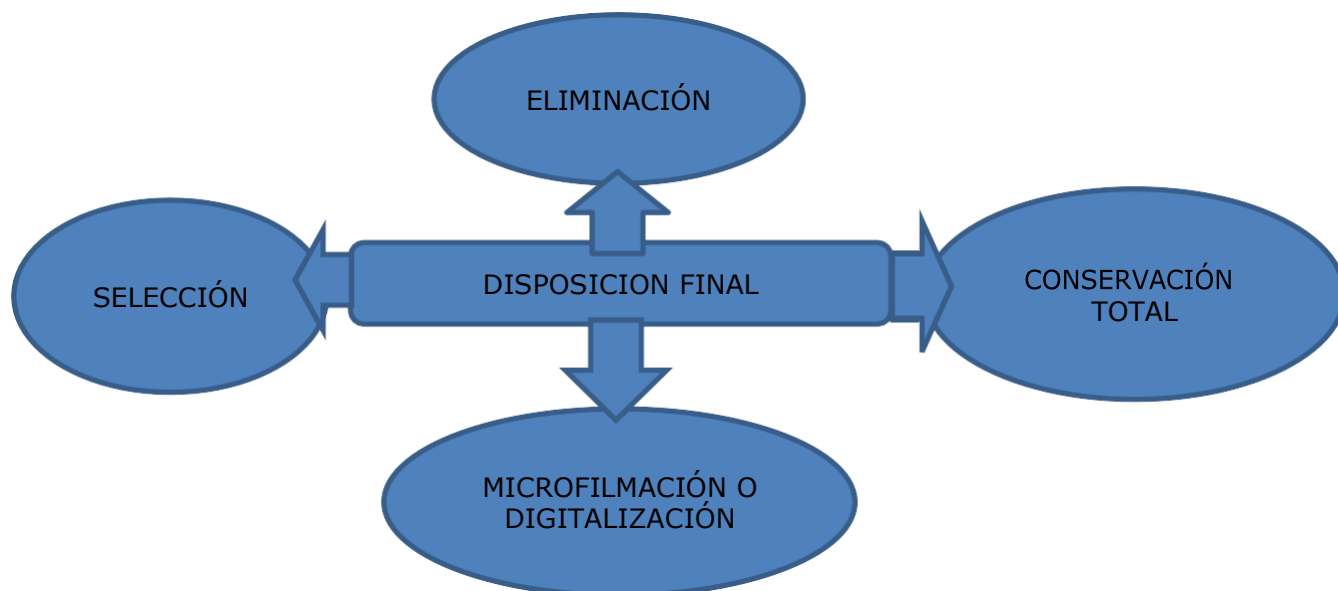 ELIMINACIÓN
SELECCIÓN
DISPOSICION FINAL
CONSERVACIÓN
TOTAL
MICROFILMACIÓN O
DIGITALIZACIÓN